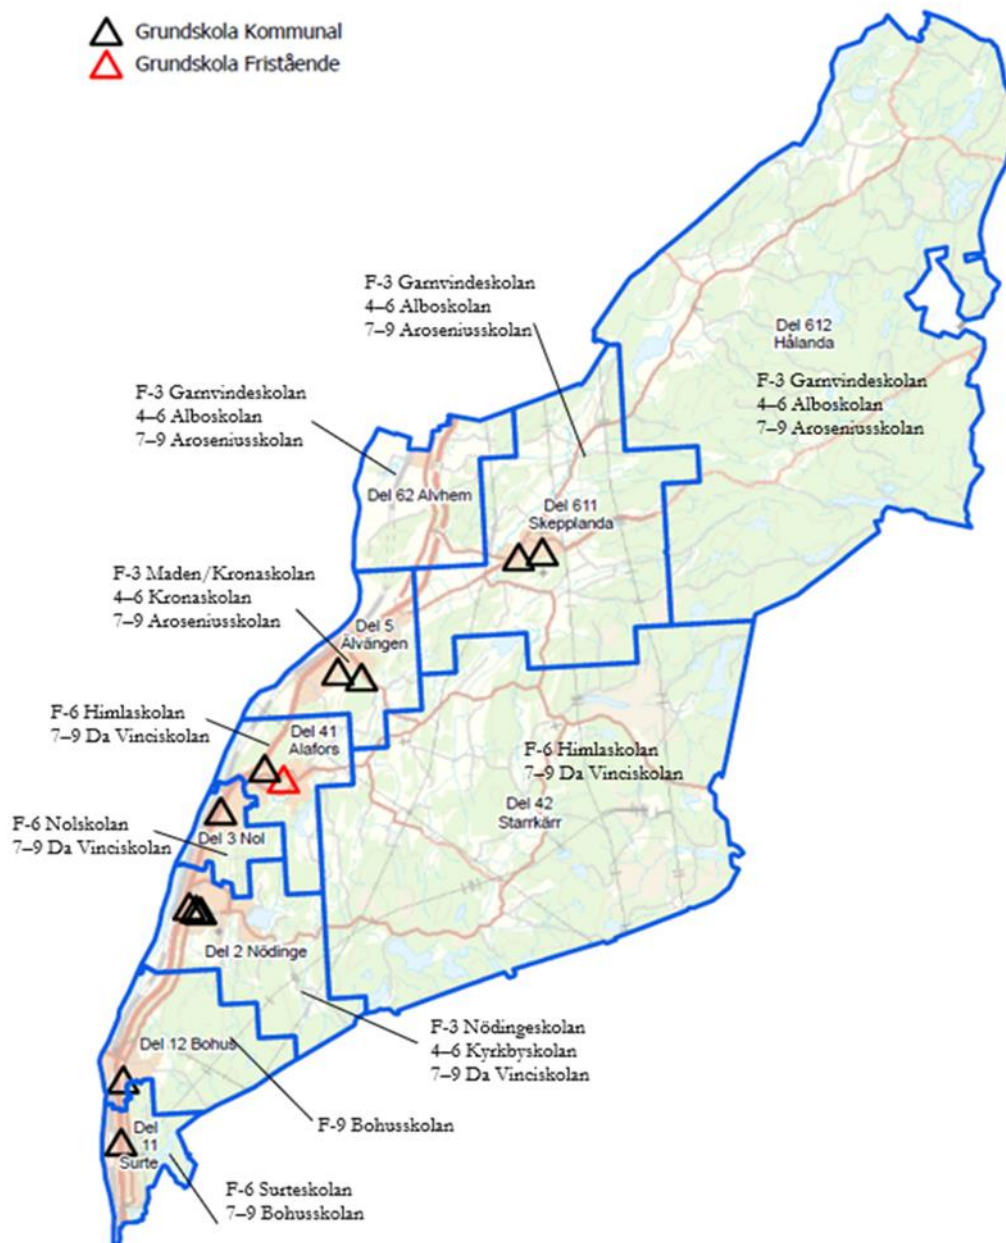 Grundskola Kommunal
Grundskola Fristående
F-3 Garnvindeskolan
4–6 Alboskolan
7–9 Aroseniusskolan
Del 612
Hålanda
F-3 Garnvindeskolan
4–6 Alboskolan
7–9 Aroseniusskolan
F-3 Garnvindeskolan
4–6 Alboskolan
7–9 Aroseniusskolan
Del 62 Alvhem
Del 611
Skepplanda
F-3 Maden/Kronaskolan
4–6 Kronaskolan
7–9 Aroseniusskolan
Del 5
Älvängen
F-6 Himlaskolan
7–9 Da Vinciskolan
Del 41
Alafors
F-6 Himlaskolan
7–9 Da Vinciskolan
Del 42
Starrkärr
F-6 Nolskolan
7–9 Da Vinciskolan
Del 3 Nol
Del 2 Nödinge
F-3 Nödingeskolan
4–6 Kyrkbyskolan
7–9 Da Vinciskolan
Del 12 Bohus
F-9 Bohusskolan
Del
11
Surte
F-6 Surteskolan
7–9 Bohusskolan